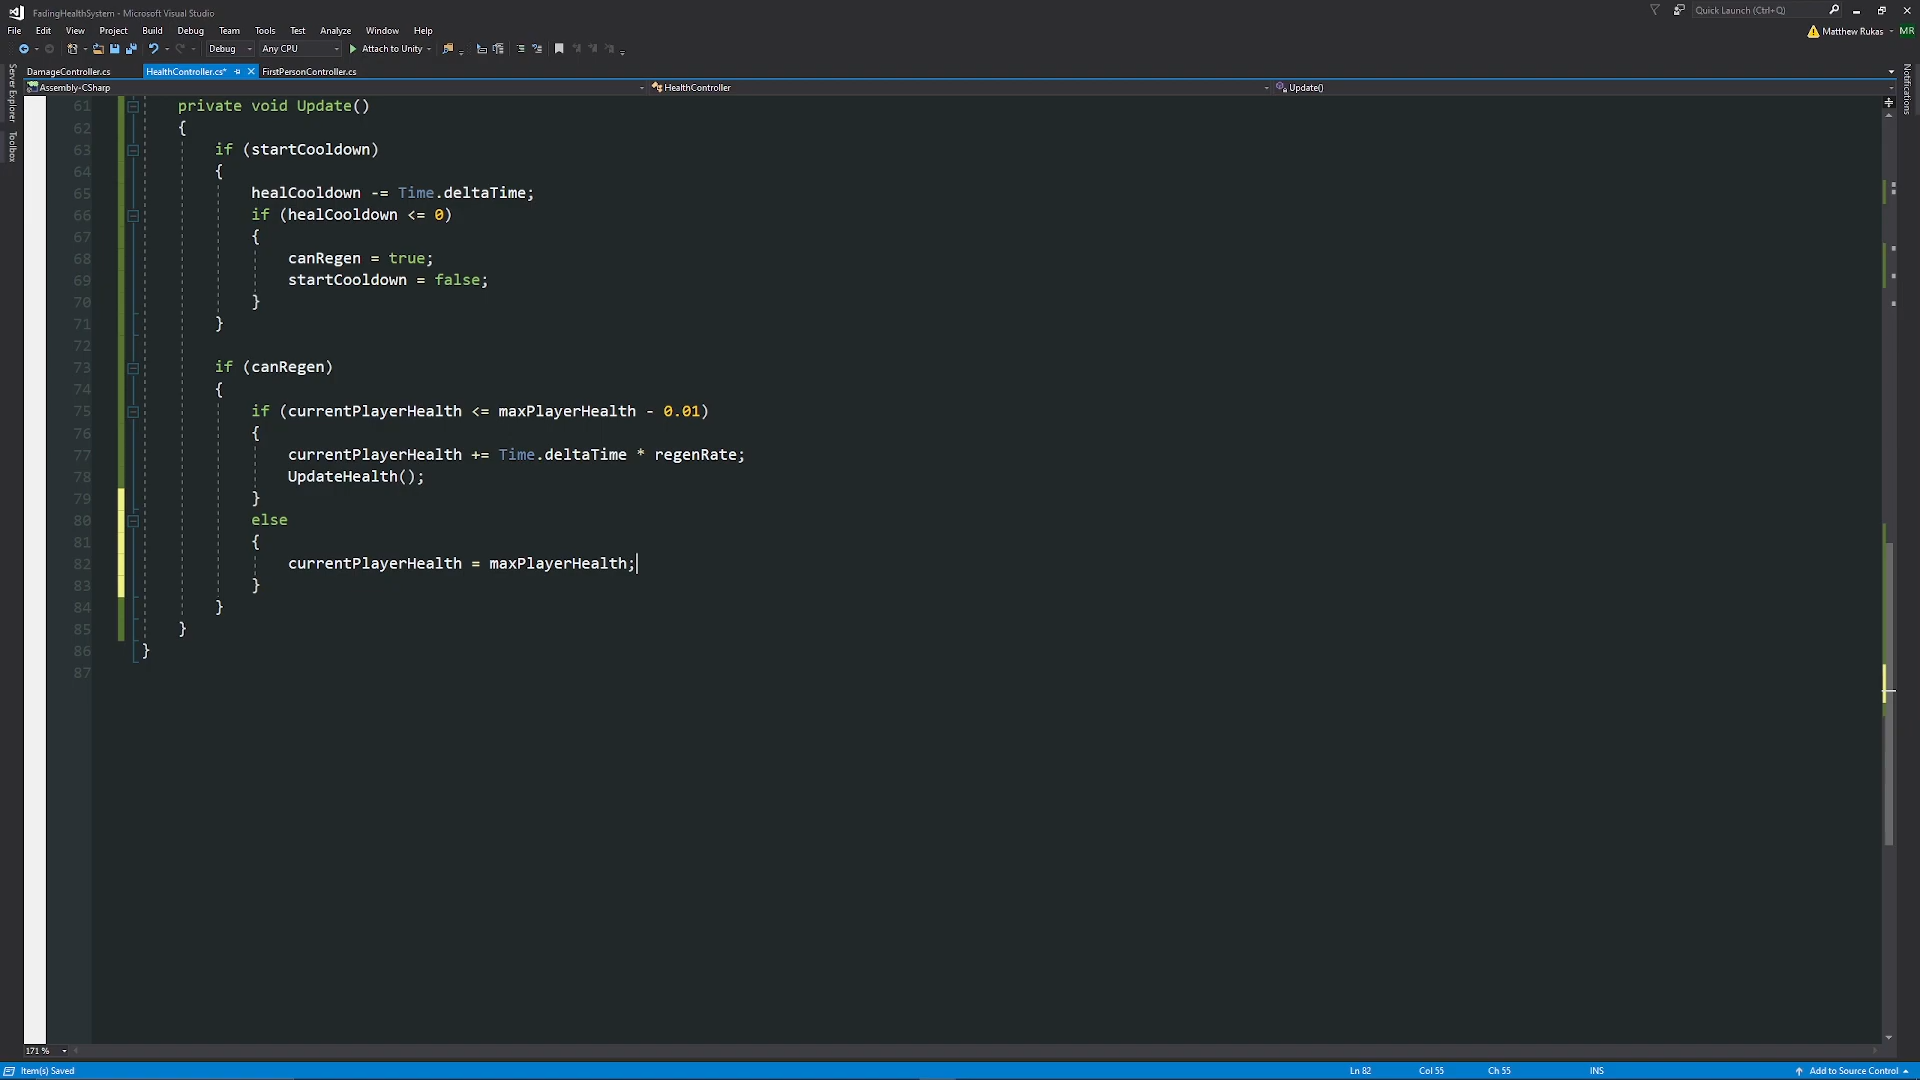 FadingHealthSystem - Microsoft Visual Studio
Quick Launch (Ctrl+Q)
File Edit View Project Build Debug Team Tools Test Analyze Window Help
Matthew Rukas MR
Debug Any CPU Attach to Unity
Server Explorer
Toolbox
Notifications
DamageController.cs HealthController.cs* FirstPersonController.cs
Assembly-CSharp HealthController Update()
61 private void Update()
62 {
63 if (startCooldown)
64 {
65 healCooldown -= Time.deltaTime;
66 if (healCooldown <= 0)
67 {
68 canRegen = true;
69 startCooldown = false;
70 }
71 }
72
73 if (canRegen)
74 {
75 if (currentPlayerHealth <= maxPlayerHealth - 0.01)
76 {
77 currentPlayerHealth += Time.deltaTime * regenRate;
78 UpdateHealth();
79 }
80 else
81 {
82 currentPlayerHealth = maxPlayerHealth;
83 }
84 }
85 }
86 }
87
171 %
Item(s) Saved Ln 82 Col 55 Ch 55 INS Add to Source Control